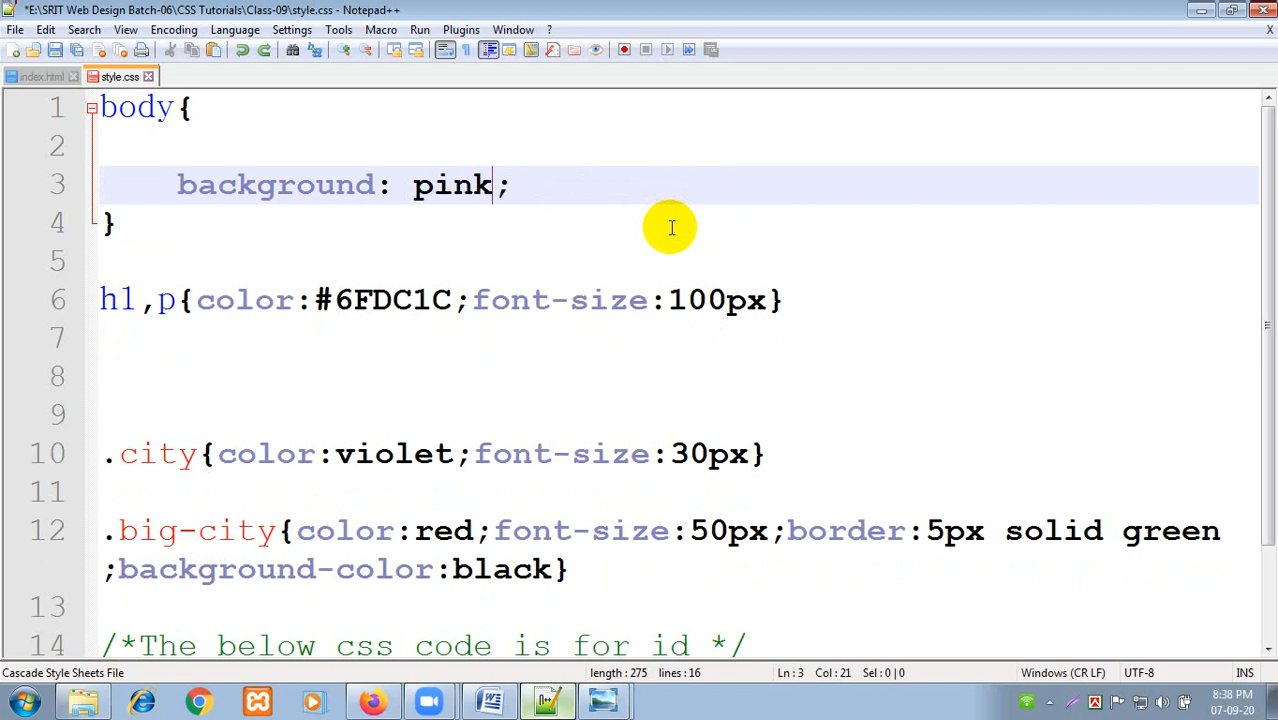 *E:\SRIT Web Design Batch-06\CSS Tutorials\Class-09\style.css - Notepad++
File Edit Search View Encoding Language Settings Tools Macro Run Plugins Window ? X
index.html style.css
1 body{
2
3 background: pink;
4 }
5
6 h1,p{color:#6FDC1C;font-size:100px}
7
8
9
10 .city{color:violet;font-size:30px}
11
12 .big-city{color:red;font-size:50px;border:5px solid green
;background-color:black}
13
14 /*The below css code is for id */
Cascade Style Sheets File length : 275 lines : 16 Ln : 3 Col : 21 Sel : 0 | 0 Windows (CR LF) UTF-8 INS
8:38 PM
07-09-20